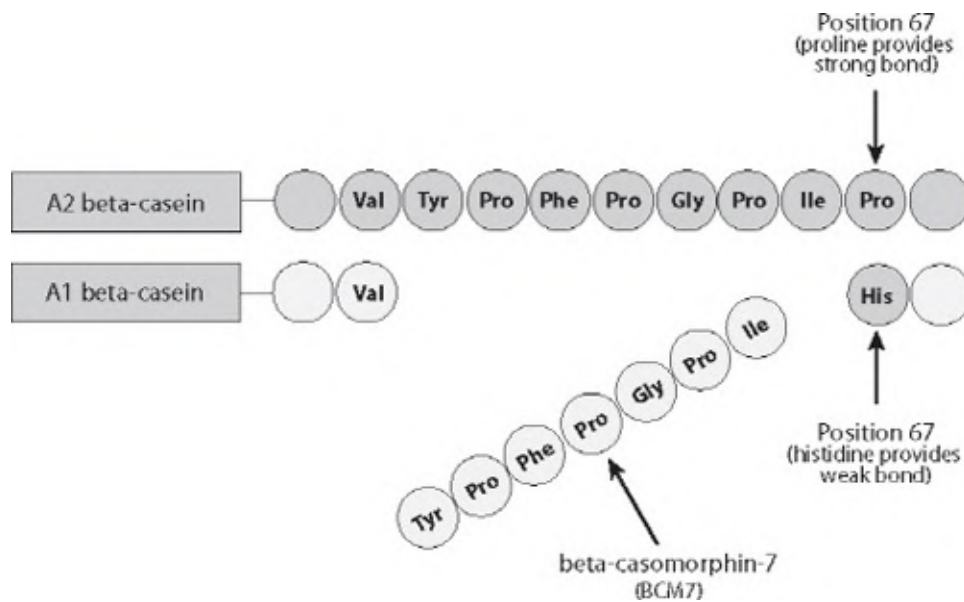 Position 67
(proline provides
strong bond)
A2 beta-casein
Val Tyr Pro Phe Pro Gly Pro Ile Pro
A1 beta-casein
Val
His
Tyr Pro Phe Pro Gly Pro Ile
Position 67
(histidine provides
weak bond)
beta-casomorphin-7
(BCM7)